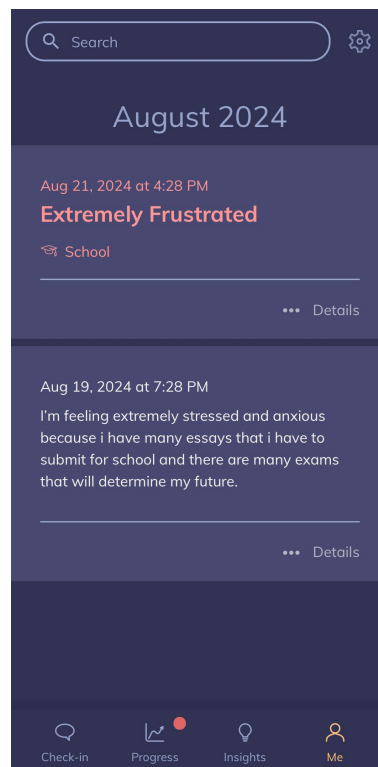 Search
August 2024
Aug 21, 2024 at 4:28 PM
Extremely Frustrated
School
Details
Aug 19, 2024 at 7:28 PM
I'm feeling extremely stressed and anxious
because i have many essays that i have to
submit for school and there are many exams
that will determine my future.
Details
Check-in Progress Insights Me